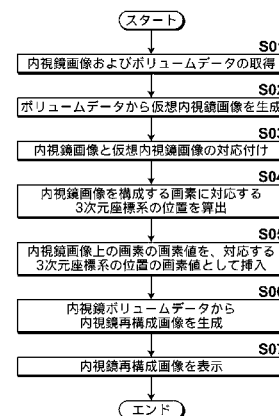 スタート
S01
内視鏡画像およびボリュームデータの取得
S02
ボリュームデータから仮想内視鏡画像を生成
S03
内視鏡画像と仮想内視鏡画像の対応付け
S04
内視鏡画像を構成する画素に対応する
3次元座標系の位置を算出
S05
内視鏡画像上の画素の画素値を、対応する
3次元座標系の位置の画素値として挿入
S06
内視鏡ボリュームデータから
内視鏡再構成画像を生成
S07
内視鏡再構成画像を表示
エンド